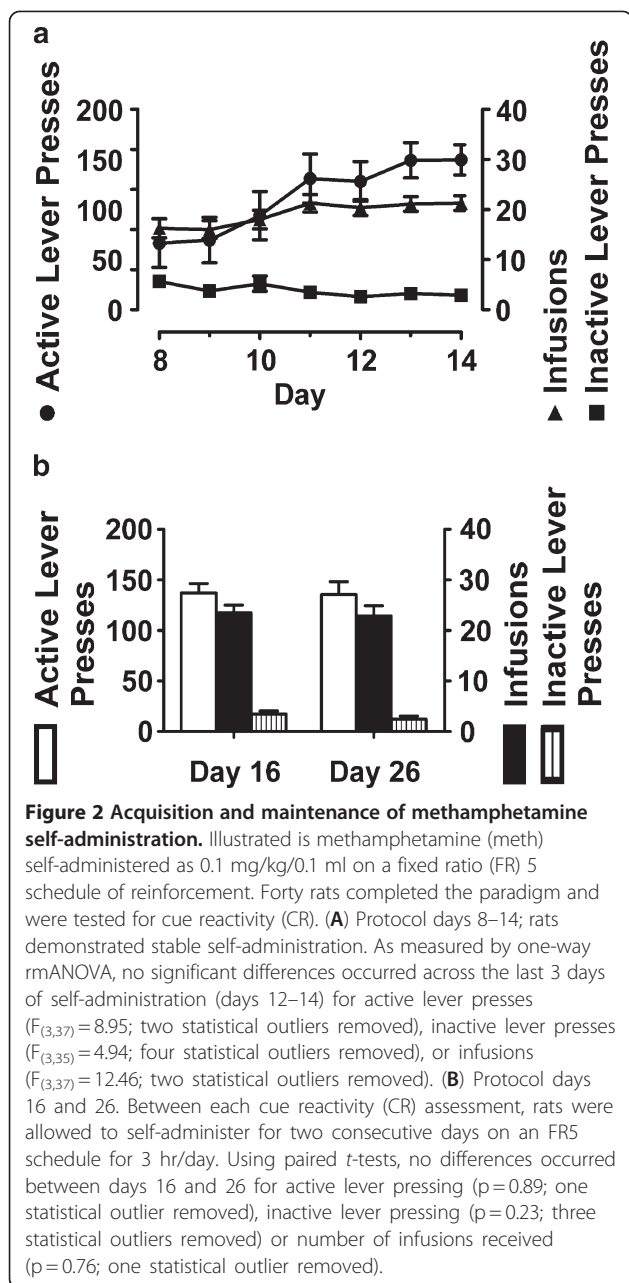 a
Active Lever Presses
200
150
100
50
0
40
30
20
10
0
8
10
12
14
Day
Infusions
Inactive Lever Presses
b
Active Lever
Presses
200
150
100
50
0
40
30
20
10
0
Day 16
Day 26
Infusions
Inactive Lever
Presses
Figure 2 Acquisition and maintenance of methamphetamine
self-administration. Illustrated is methamphetamine (meth)
self-administered as 0.1 mg/kg/0.1 ml on a fixed ratio (FR) 5
schedule of reinforcement. Forty rats completed the paradigm and
were tested for cue reactivity (CR). (A) Protocol days 8–14; rats
demonstrated stable self-administration. As measured by one-way
rmANOVA, no significant differences occurred across the last 3 days
of self-administration (days 12–14) for active lever presses
(F(3,37) = 8.95; two statistical outliers removed), inactive lever presses
(F(3,35) = 4.94; four statistical outliers removed), or infusions
(F(3,37) = 12.46; two statistical outliers removed). (B) Protocol days
16 and 26. Between each cue reactivity (CR) assessment, rats were
allowed to self-administer for two consecutive days on an FR5
schedule for 3 hr/day. Using paired t-tests, no differences occurred
between days 16 and 26 for active lever pressing (p = 0.89; one
statistical outlier removed), inactive lever pressing (p = 0.23; three
statistical outliers removed) or number of infusions received
(p = 0.76; one statistical outlier removed).